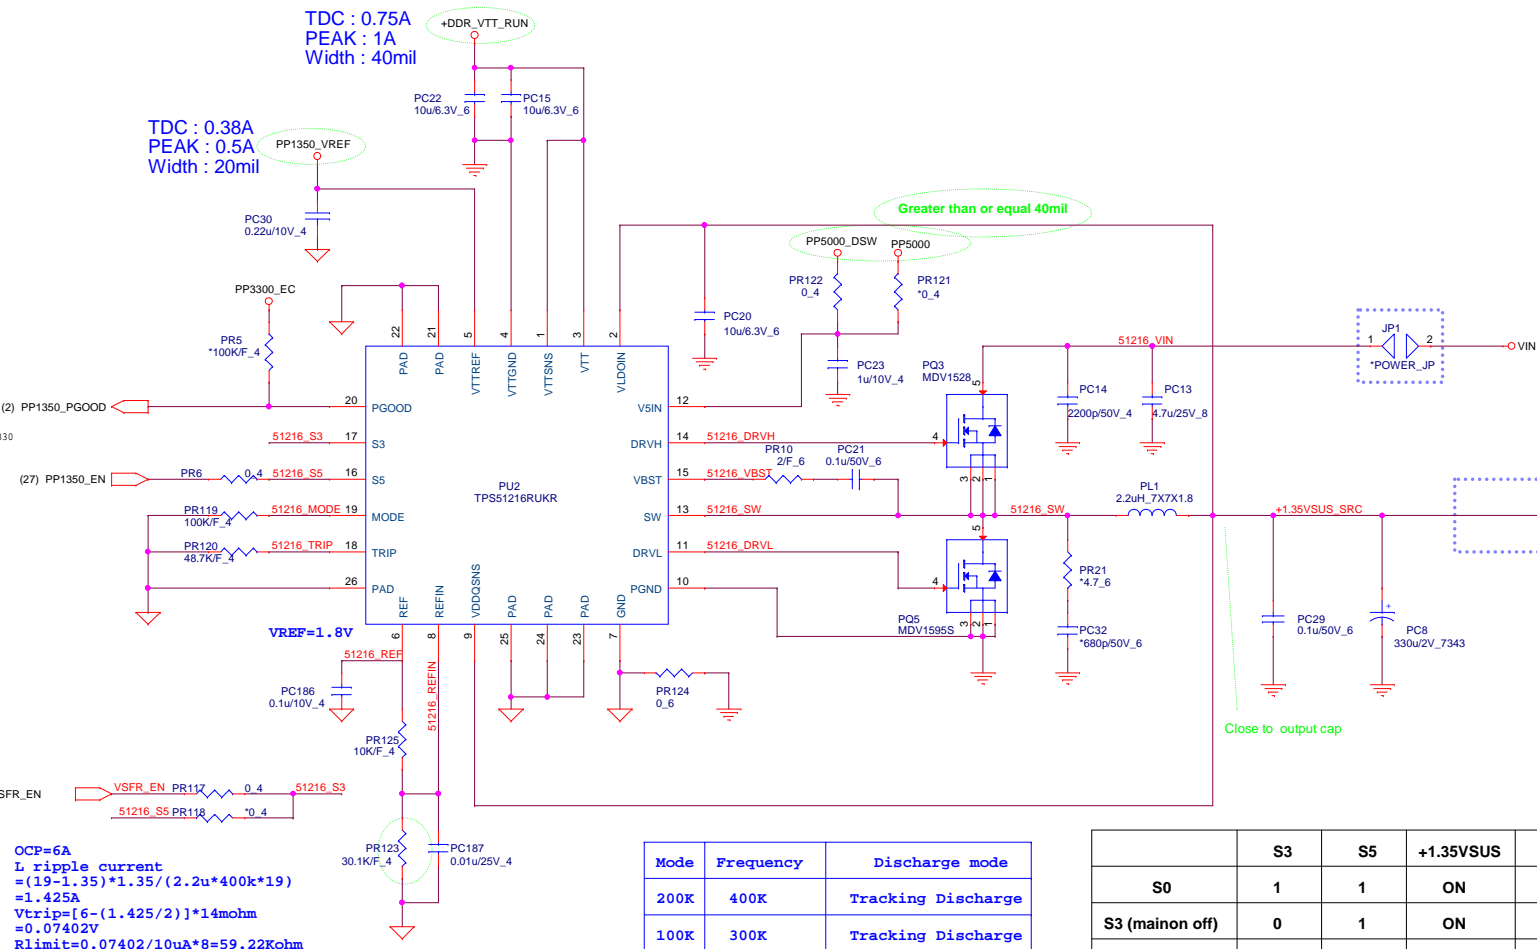 TDC : 0.75A
PEAK : 1A
Width : 40mil
+DDR_VTT_RUN
PC22
10u/6.3V_6
PC15
10u/6.3V_6
TDC : 0.38A
PEAK : 0.5A
Width : 20mil
PP1350_VREF
PC30
0.22u/10V_4
Greater than or equal 40mil
PP5000_DSW
PP5000
PR122
0_4
PR121
*0_4
PP3300_EC
PR5
*100K/F_4
PC20
10u/6.3V_6
PC23
1u/10V_4
PQ3
MDV1528
51216_VIN
JP1
1
2
*POWER_JP
VIN
PC14
2200p/50V_4
PC13
4.7u/25V_8
22
21
5
4
1
3
2
PAD
PAD
VTTREF
VTTGND
VTTSNS
VTT
VLDOIN
(2) PP1350_PGOOD
20
PGOOD
V5IN
12
51216_S3
17
S3
DRVH
14
51216_DRVH
4
5
3
2
1
(27) PP1350_EN
PR6
0_4
51216_S5
16
S5
VBST
15
51216_VBST
PR10
2/F_6
PC21
0.1u/50V_6
PU2
TPS51216RUKR
PR119
100K/F_4
51216_MODE
19
MODE
SW
13
51216_SW
51216_SW
PL1
2.2uH_7X7X1.8
+1.35VSUS_SRC
PR120
48.7K/F_4
51216_TRIP
18
TRIP
DRVL
11
51216_DRVL
5
4
3
2
1
26
PAD
PGND
10
PQ5
MDV1595S
PR21
*4.7_6
PC32
*680p/50V_6
PC29
0.1u/50V_6
+
PC8
330u/2V_7343
REF
REFIN
VDDQSNS
PAD
PAD
PAD
GND
6
8
9
25
24
23
7
VREF=1.8V
51216_REF
51216_REFIN
PC186
0.1u/10V_4
PR124
0_6
PR125
10K/F_4
Close to output cap
SFR_EN
VSFR_EN
PR117
0_4
51216_S3
51216_S5
PR118
*0_4
PR123
30.1K/F_4
PC187
0.01u/25V_4
OCP=6A
L ripple current
=(19-1.35)*1.35/(2.2u*400k*19)
=1.425A
Vtrip=[6-(1.425/2)]*14mohm
=0.07402V
Rlimit=0.07402/10uA*8=59.22Kohm
Mode Frequency Discharge mode
200K 400K Tracking Discharge
100K 300K Tracking Discharge
S3 S5 +1.35VSUS
S0 1 1 ON
S3 (mainon off) 0 1 ON